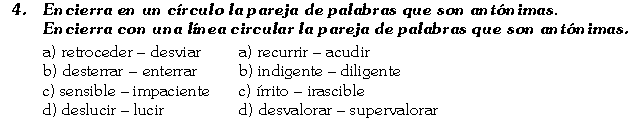 4. Encierra en un círculo la pareja de palabras que son antónimas.
Encierra con una línea circular la pareja de palabras que son antónimas.
a) retroceder – desviar a) recurrir – acudir
b) desterrar – enterrar b) indigente – diligente
c) sensible – impaciente c) írrito – irascible
d) deslucir – lucir d) desvalorar – supervalorar